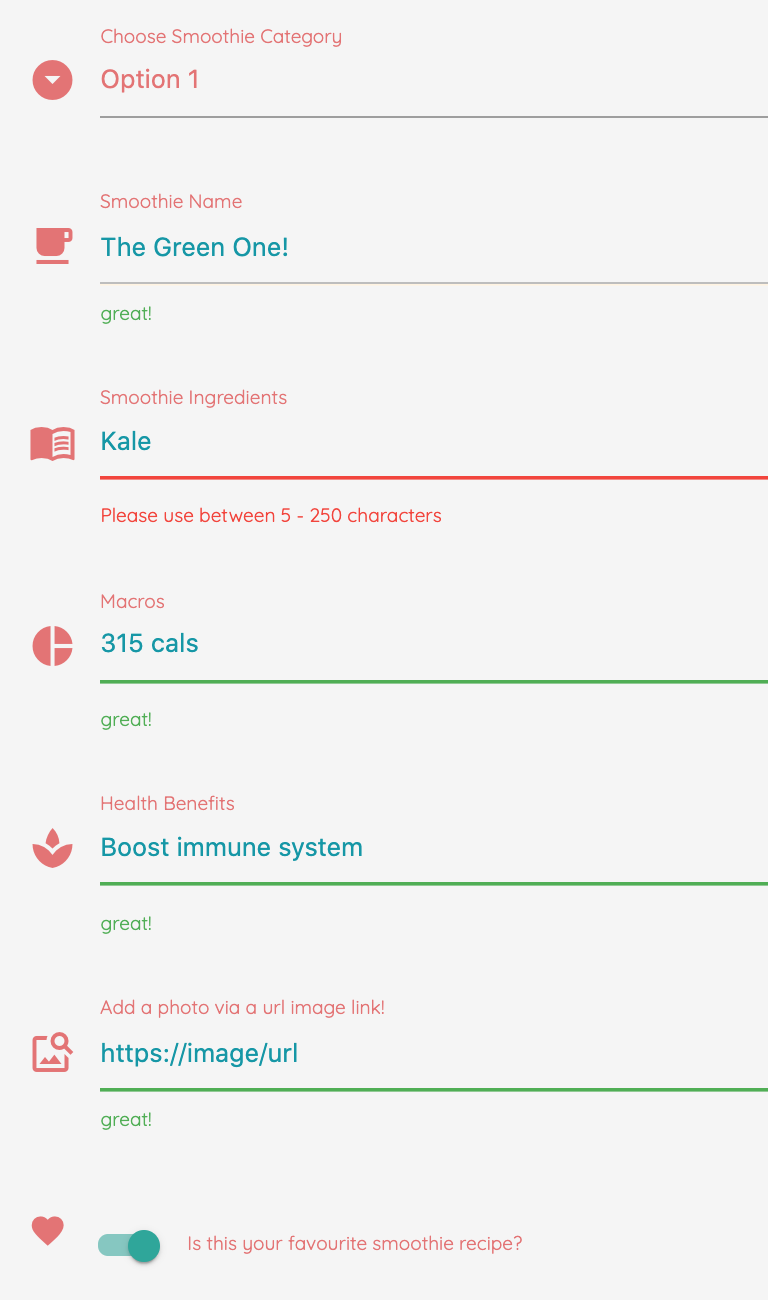 Choose Smoothie Category
Option 1
Smoothie Name
The Green One!
great!
Smoothie Ingredients
Kale
Please use between 5 - 250 characters
Macros
315 cals
great!
Health Benefits
Boost immune system
great!
Add a photo via a url image link!
https://image/url
great!
Is this your favourite smoothie recipe?